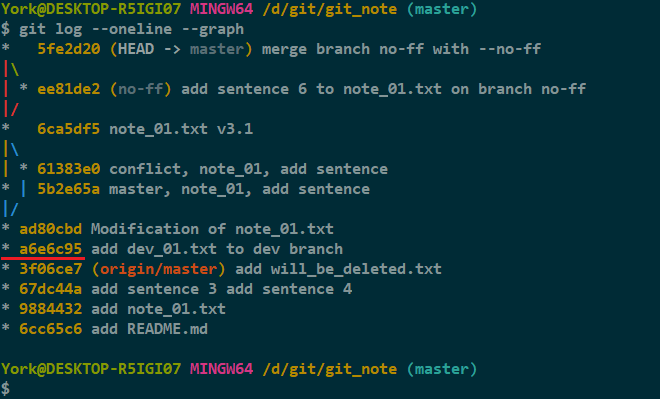 York@DESKTOP-R5IGI07 MINGW64 /d/git/git_note (master)
$ git log --oneline --graph
*   5fe2d20 (HEAD -> master) merge branch no-ff with --no-ff
|\
| * ee81de2 (no-ff) add sentence 6 to note_01.txt on branch no-ff
|/
*   6ca5df5 note_01.txt v3.1
|\
| * 61383e0 conflict, note_01, add sentence
* | 5b2e65a master, note_01, add sentence
|/
* ad80cbd Modification of note_01.txt
* a6e6c95 add dev_01.txt to dev branch
* 3f06ce7 (origin/master) add will_be_deleted.txt
* 67dc44a add sentence 3 add sentence 4
* 9884432 add note_01.txt
* 6cc65c6 add README.md
York@DESKTOP-R5IGI07 MINGW64 /d/git/git_note (master)
$